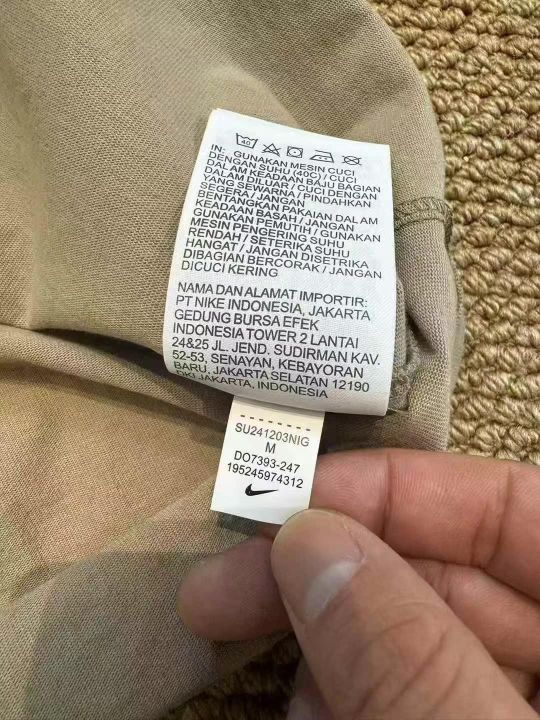 40
IN: GUNAKAN MESIN CUCI
DENGAN SUHU (40C) / CUCI
DALAM KEADAAN BAJU BAGIAN
DALAM DILUAR / CUCI DENGAN
YANG SEWARNA / PINDAHKAN
SEGERA / JANGAN
BENTANGKAN PAKAIAN DALAM
KEADAAN BASAH / JANGAN
GUNAKAN PEMUTIH / GUNAKAN
MESIN PENGERING SUHU
RENDAH / SETERIKA SUHU
HANGAT / JANGAN DISETRIKA
DIBAGIAN BERCORAK / JANGAN
DICUCI KERING
NAMA DAN ALAMAT IMPORTIR:
PT NIKE INDONESIA, JAKARTA
GEDUNG BURSA EFEK
INDONESIA TOWER 2 LANTAI
24&25 JL. JEND. SUDIRMAN KAV.
52-53, SENAYAN, KEBAYORAN
BARU, JAKARTA SELATAN 12190
DKI JAKARTA, INDONESIA
SU241203NIG
M
DO7393-247
195245974312